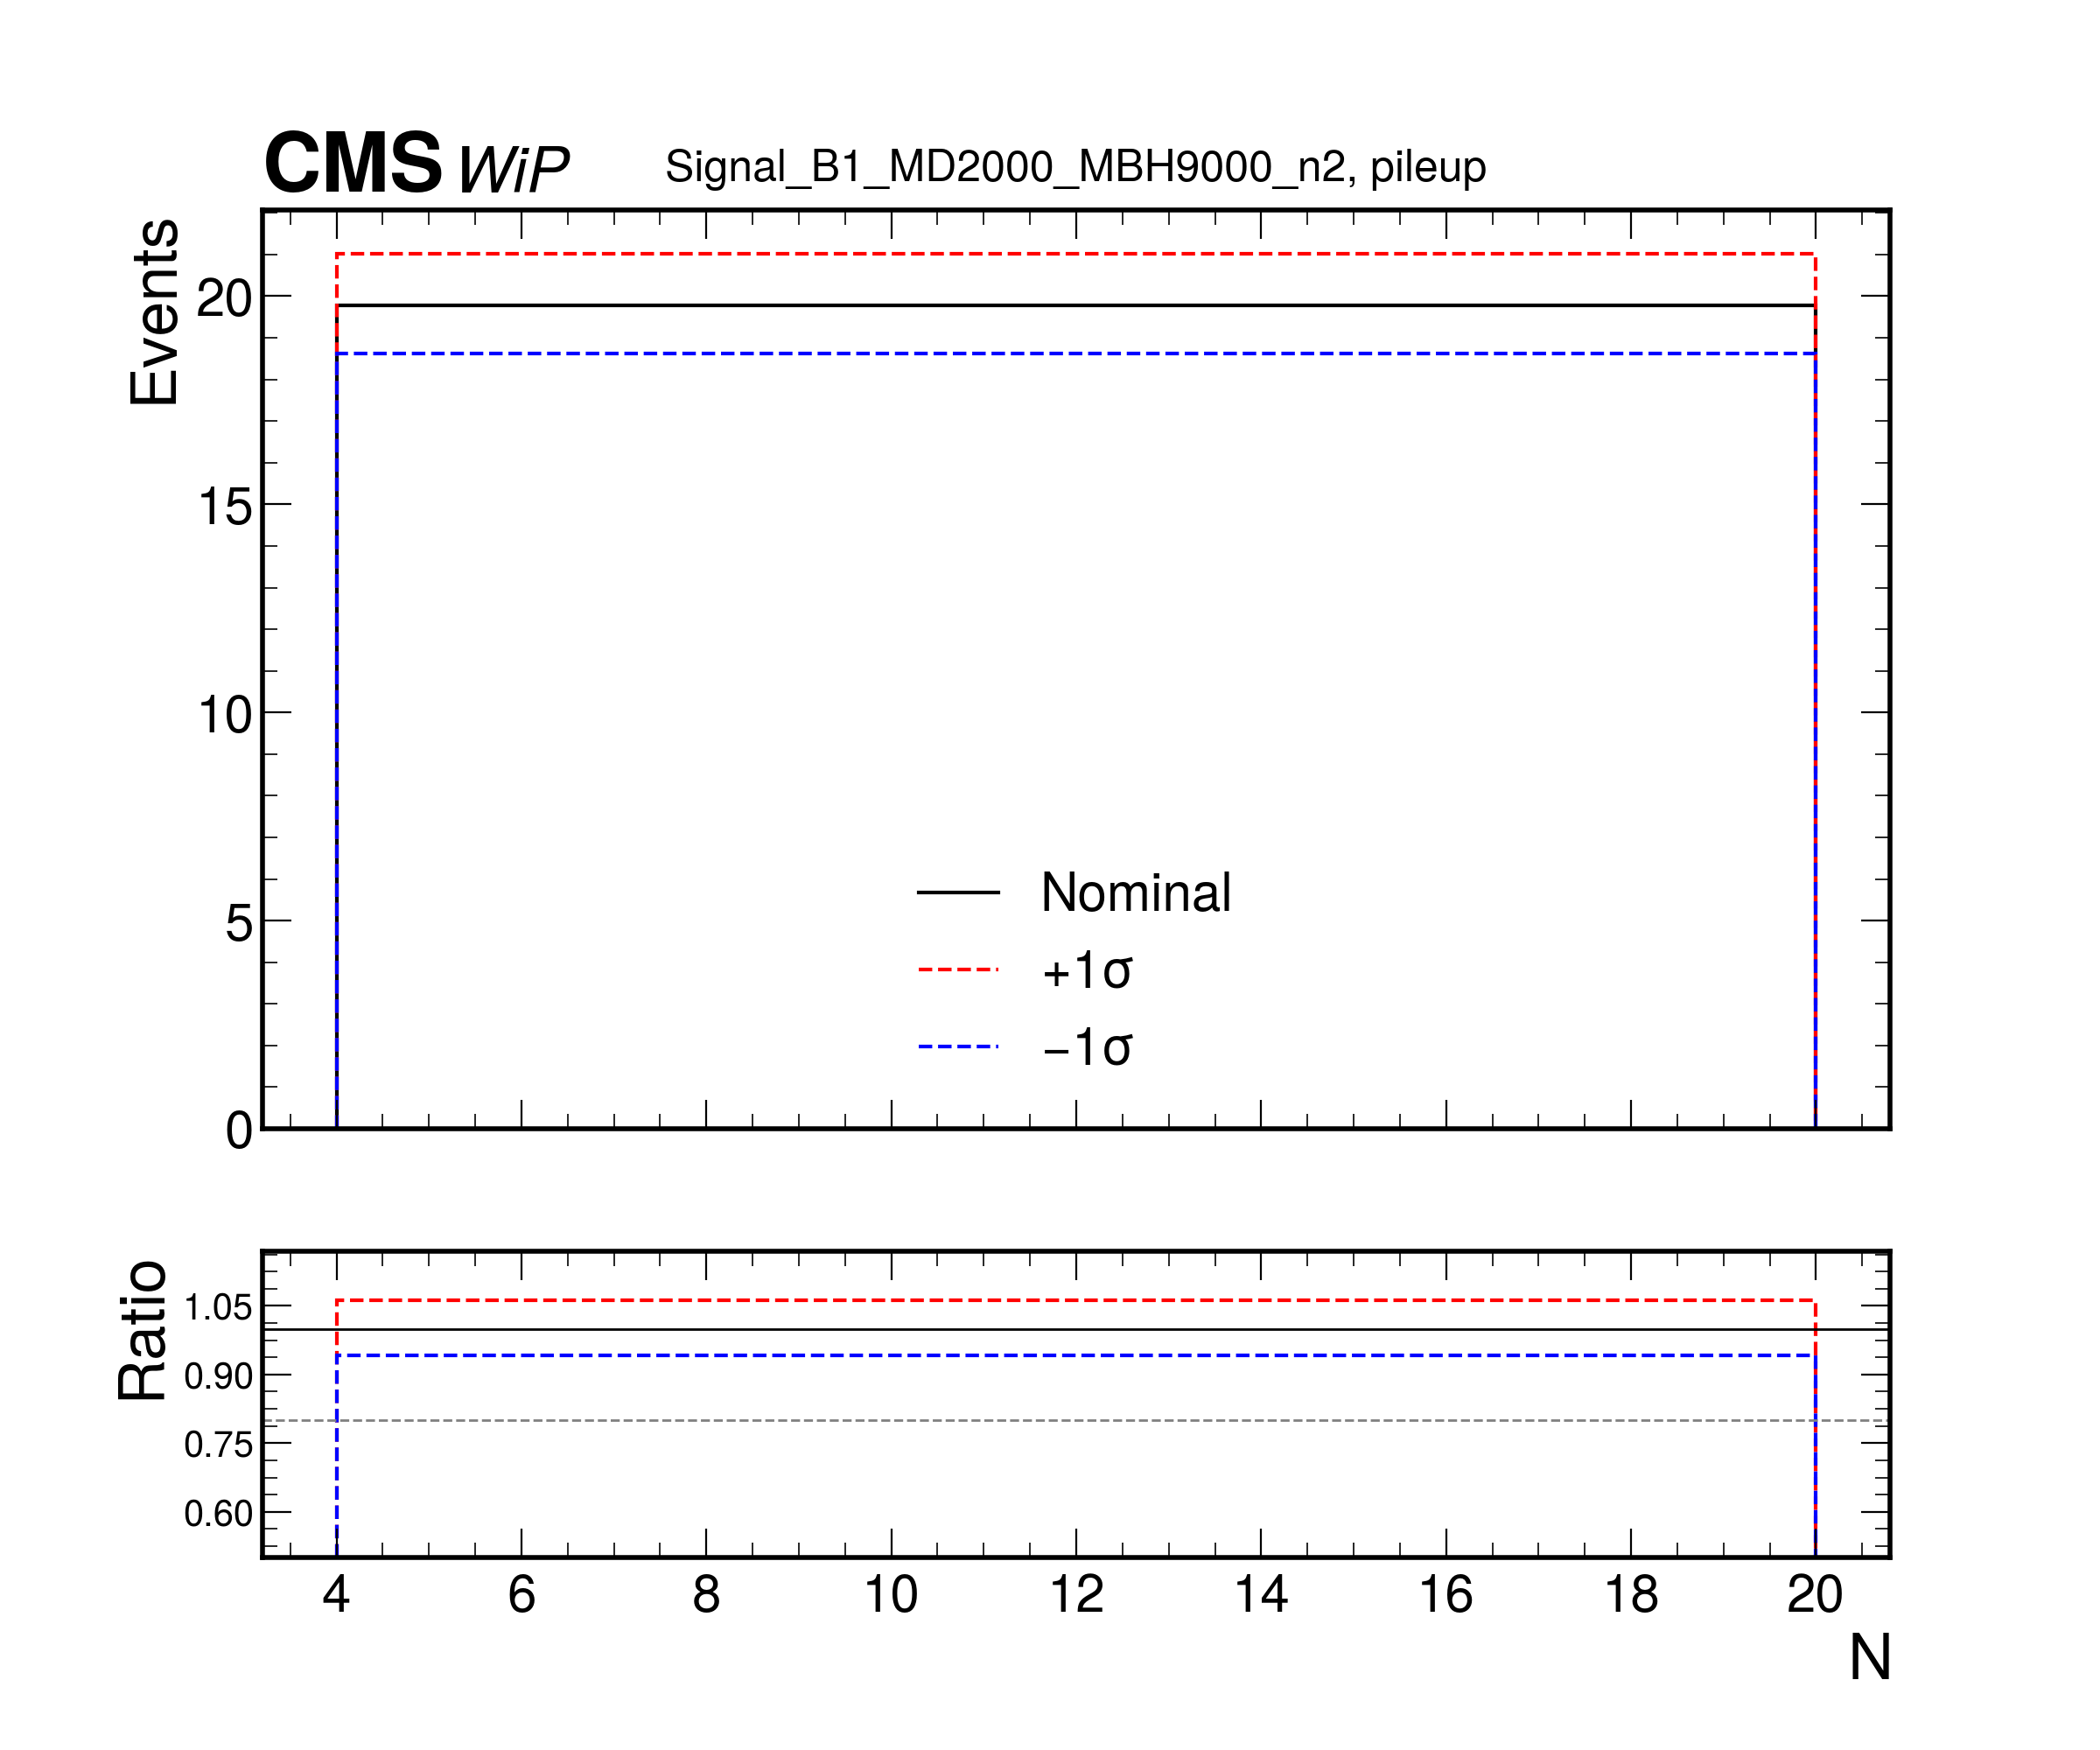 CMS WiP Signal_B1_MD2000_MBH9000_n2, pileup
Events
20
15
10
5
0
Nominal
+1σ
−1σ
Ratio
1.05
0.90
0.75
0.60
4 6 8 10 12 14 16 18 20
N